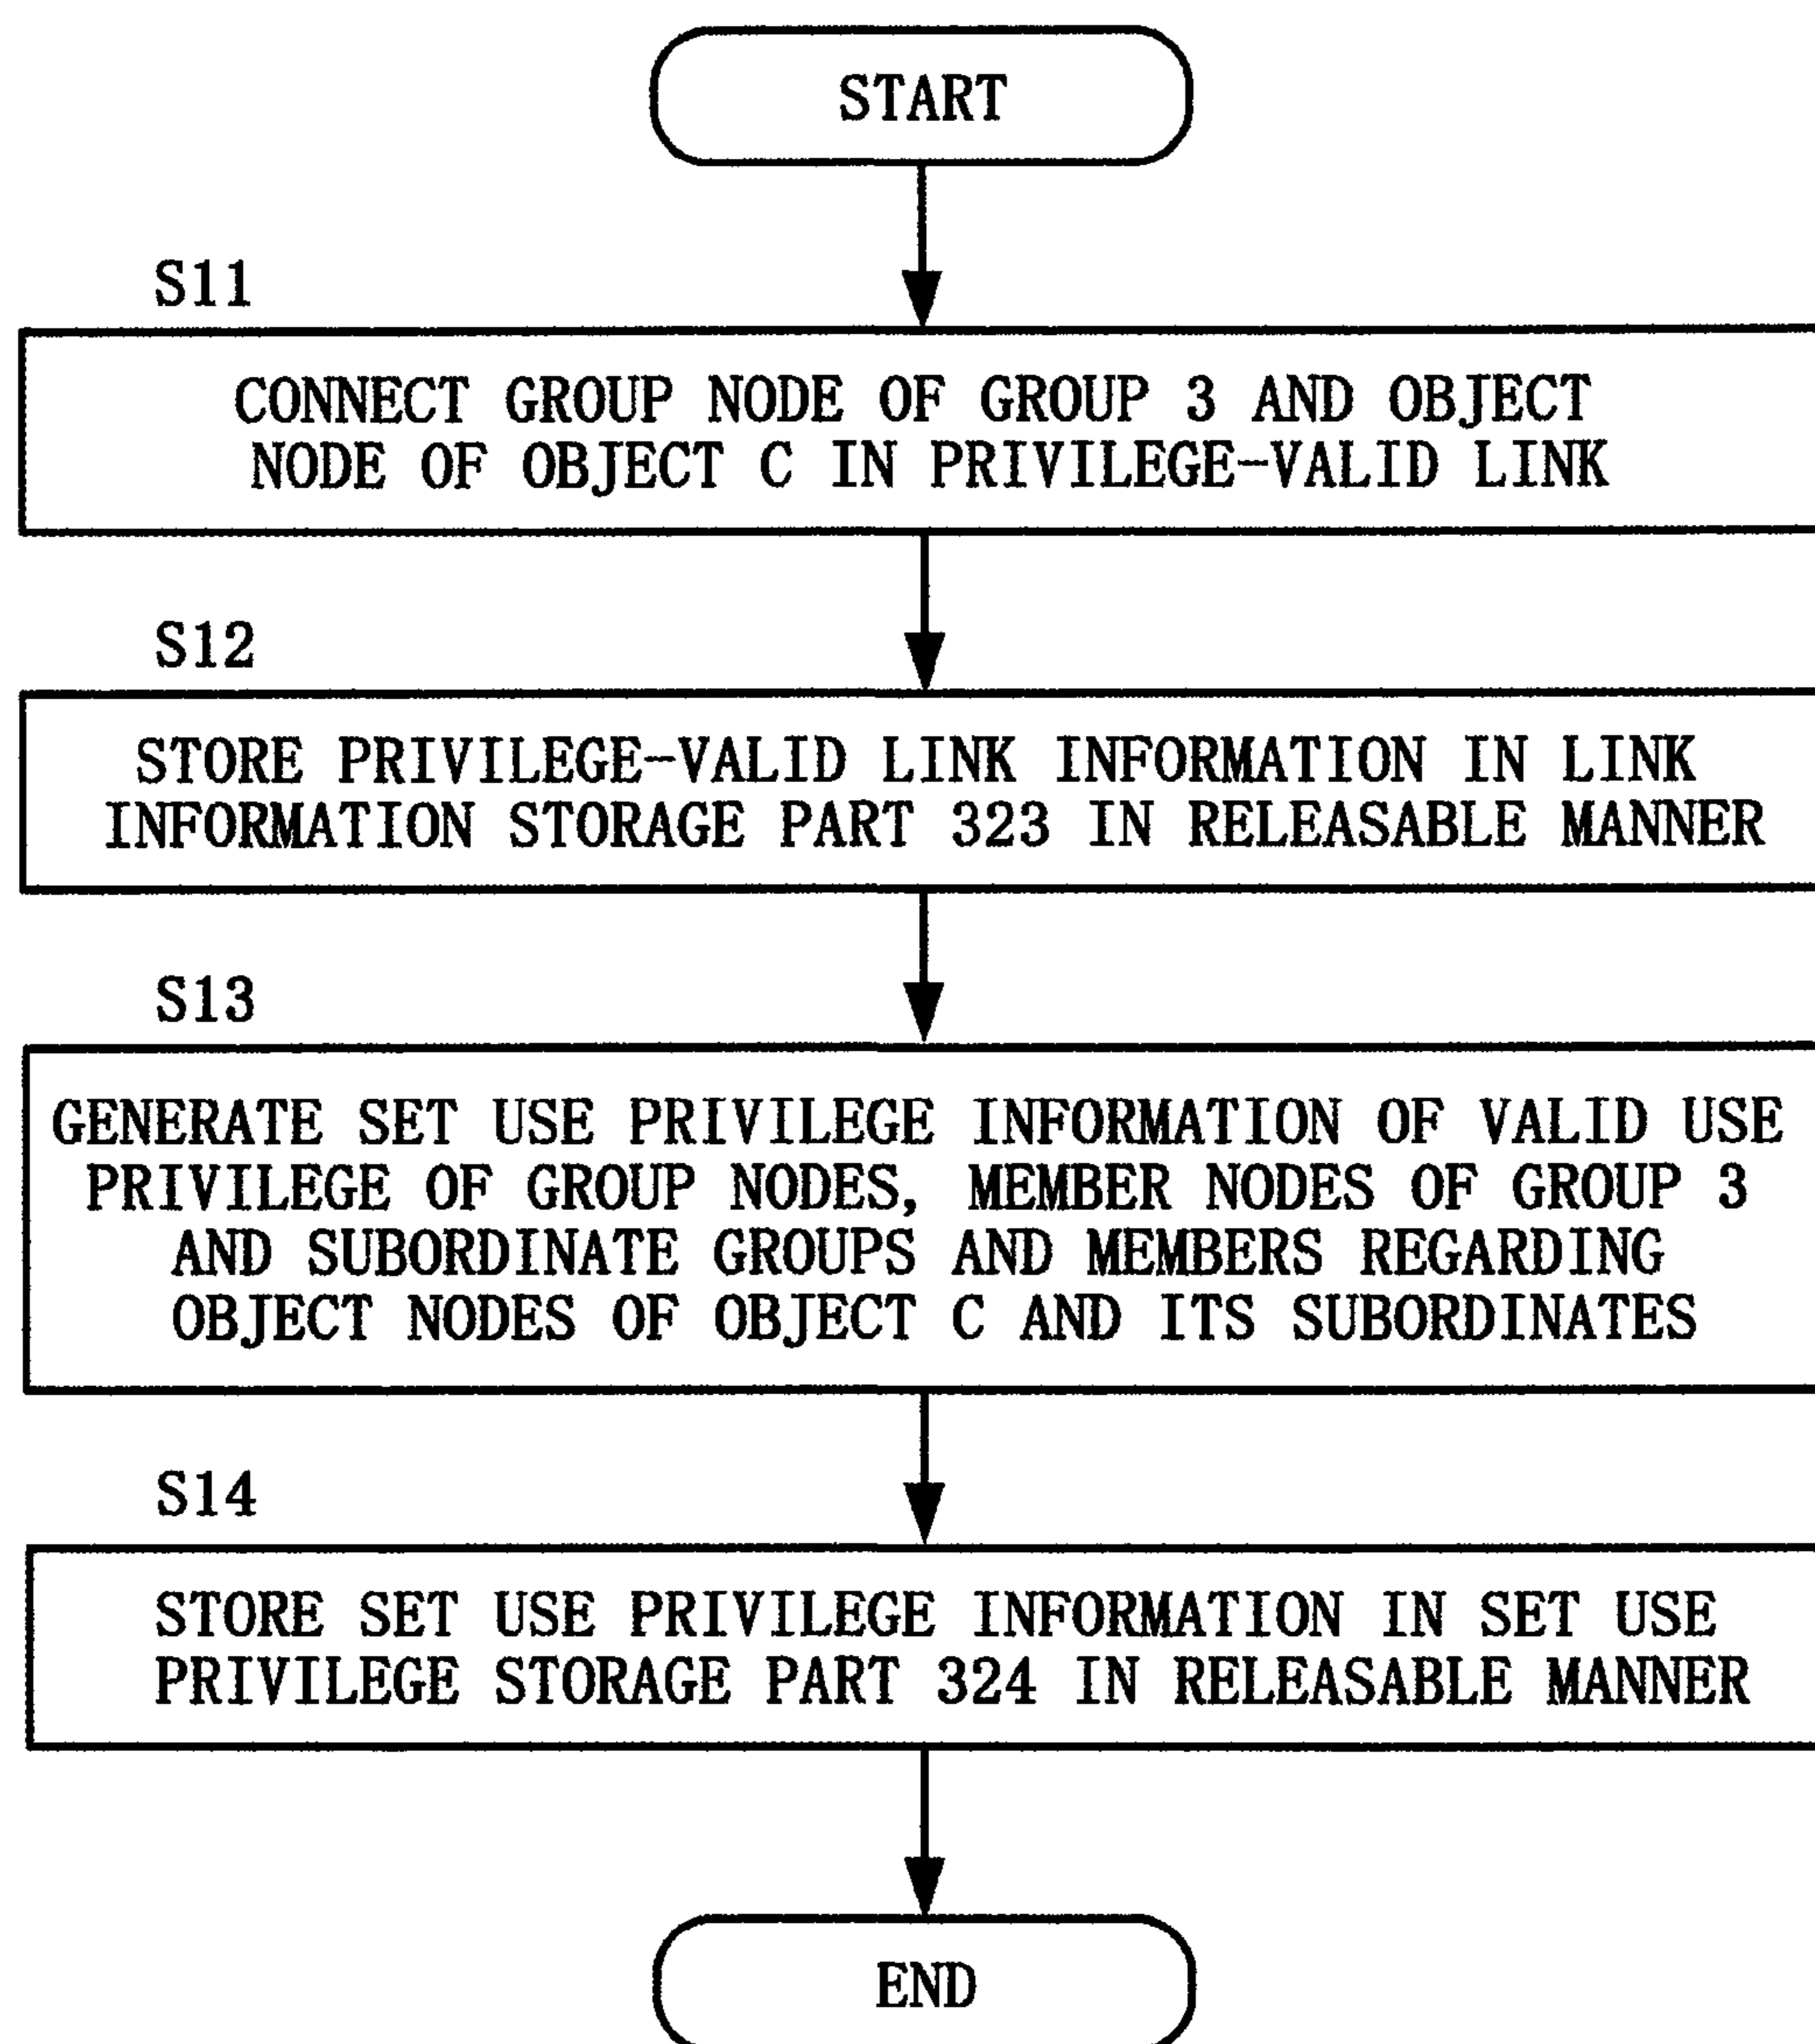 START
S11
CONNECT GROUP NODE OF GROUP 3 AND OBJECT
NODE OF OBJECT C IN PRIVILEGE-VALID LINK
S12
STORE PRIVILEGE-VALID LINK INFORMATION IN LINK
INFORMATION STORAGE PART 323 IN RELEASABLE MANNER
S13
GENERATE SET USE PRIVILEGE INFORMATION OF VALID USE
PRIVILEGE OF GROUP NODES, MEMBER NODES OF GROUP 3
AND SUBORDINATE GROUPS AND MEMBERS REGARDING
OBJECT NODES OF OBJECT C AND ITS SUBORDINATES
S14
STORE SET USE PRIVILEGE INFORMATION IN SET USE
PRIVILEGE STORAGE PART 324 IN RELEASABLE MANNER
END